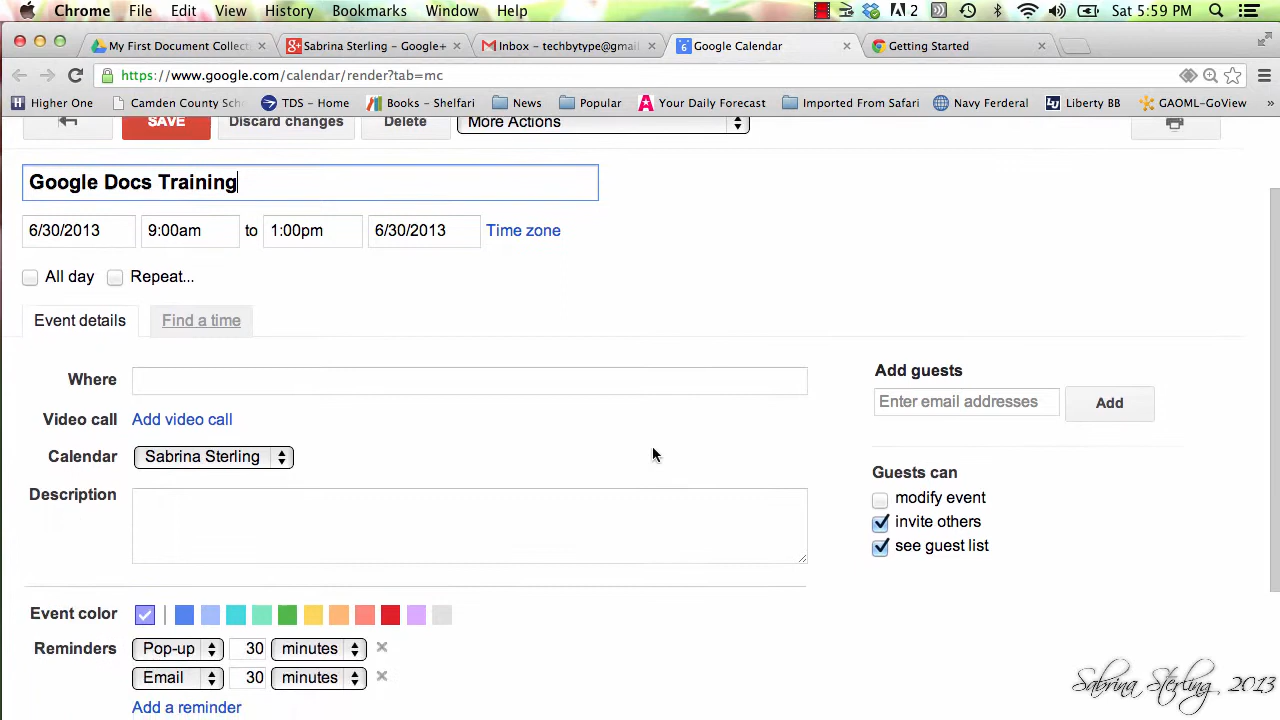 Chrome File Edit View History Bookmarks Window Help 2 Sat 5:59 PM
My First Document Collect Sabrina Sterling - Google+ Inbox - techbytype@gmail 6 Google Calendar Getting Started
https://www.google.com/calendar/render?tab=mc
Higher One Camden County Sch TDS - Home Books - Shelfari News Popular Your Daily Forecast Imported From Safari Navy Ferderal Liberty BB GAOML-GoView »
SAVE Discard changes Delete More Actions
Google Docs Training
6/30/2013 9:00am to 1:00pm 6/30/2013 Time zone
All day Repeat...
Event details Find a time
Where
Video call Add video call
Calendar Sabrina Sterling
Description
Add guests
Enter email addresses Add
Guests can
modify event
invite others
see guest list
Event color
Reminders Pop-up 30 minutes ×
Email 30 minutes ×
Add a reminder
Sabrina Sterling, 2013